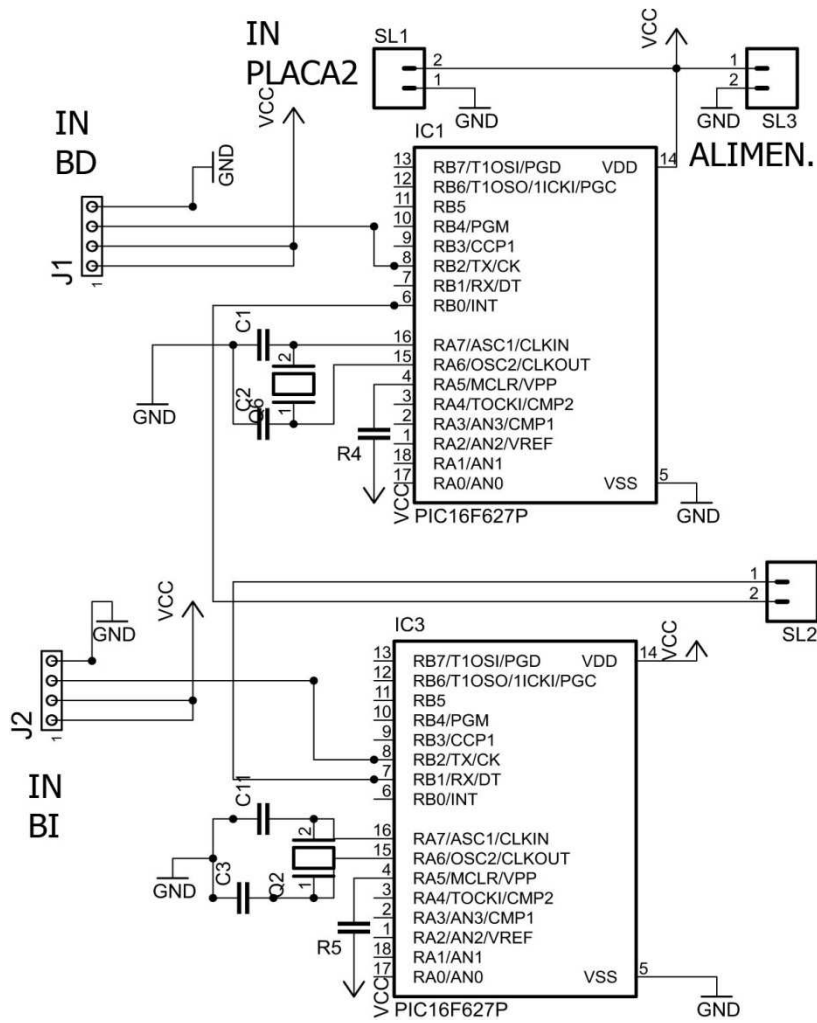 IN
PLACA2
SL1
2
1
GND
VCC
VCC
1
2
GND
SL3
ALIMEN.
IN
BD
GND
J1
1
IC1
13 RB7/T1OSI/PGD VDD 14
12 RB6/T1OSO/1ICKI/PGC
11 RB5
10 RB4/PGM
9 RB3/CCP1
8 RB2/TX/CK
7 RB1/RX/DT
6 RB0/INT
16 RA7/ASC1/CLKIN
15 RA6/OSC2/CLKOUT
4 RA5/MCLR/VPP
3 RA4/TOCKI/CMP2
2 RA3/AN3/CMP1
1 RA2/AN2/VREF
18 RA1/AN1
17 RA0/AN0 VSS 5
PIC16F627P
GND
C1
C2
Q6
2
1
GND
R4
VCC
1
2
SL2
VCC
GND
J2
1
IN
BI
IC3
13 RB7/T1OSI/PGD VDD 14
VCC
12 RB6/T1OSO/1ICKI/PGC
11 RB5
10 RB4/PGM
9 RB3/CCP1
8 RB2/TX/CK
7 RB1/RX/DT
6 RB0/INT
16 RA7/ASC1/CLKIN
15 RA6/OSC2/CLKOUT
4 RA5/MCLR/VPP
3 RA4/TOCKI/CMP2
2 RA3/AN3/CMP1
1 RA2/AN2/VREF
18 RA1/AN1
17 RA0/AN0 VSS 5
PIC16F627P
GND
C11
C3
Q2
2
1
GND
R5
VCC